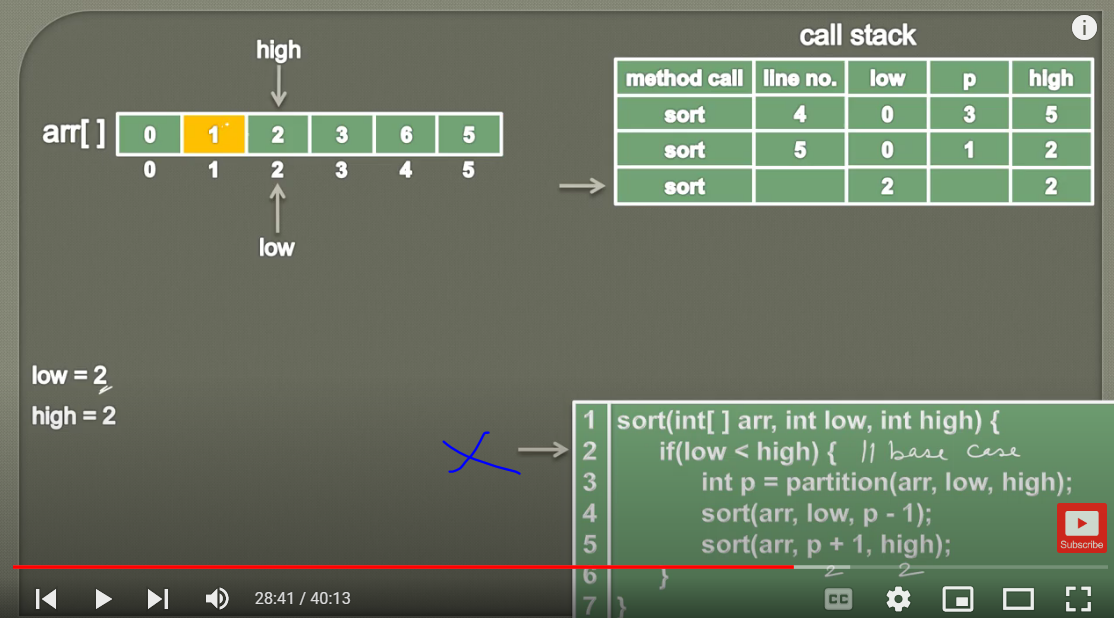 call stack
i
high
method call line no. low p high
arr[ ] 0 1 2 3 6 5
sort 4 0 3 5
sort 5 0 1 2
0 1 2 3 4 5
sort 2 2
low
low = 2
high = 2
1 sort(int[ ] arr, int low, int high) {
2 if(low < high) { // base case
3 int p = partition(arr, low, high);
4 sort(arr, low, p - 1);
5 sort(arr, p + 1, high);
2 2
6 }
7 }
Subscribe
28:41 / 40:13
CC